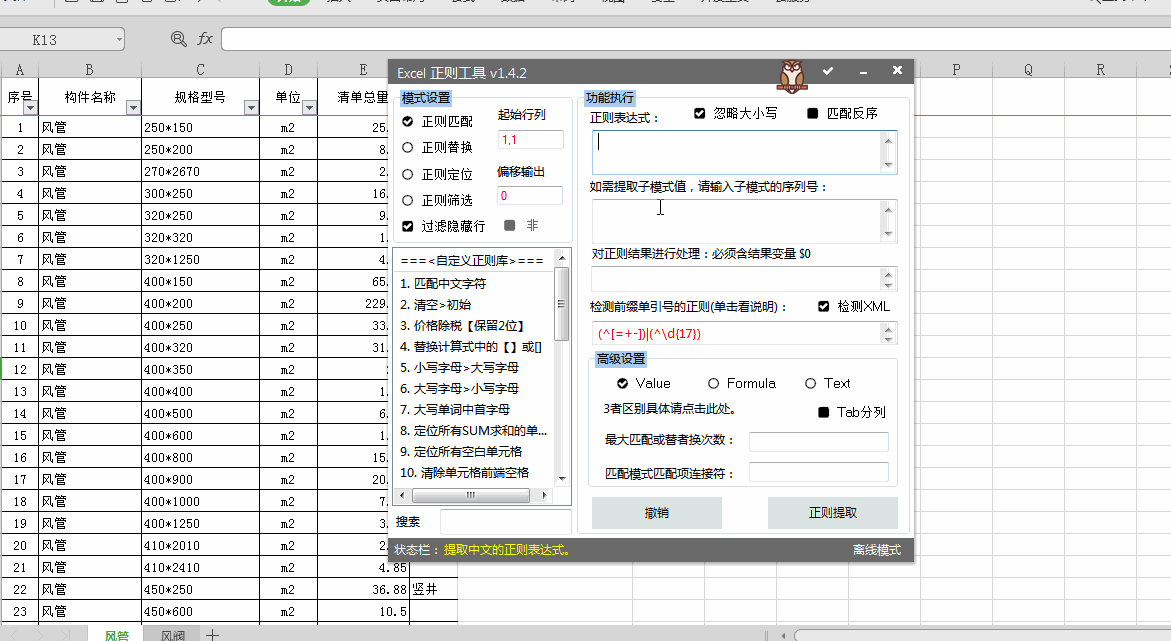 K13
fx
A B C D E P Q R
序号 构件名称 规格型号 单位 清单总量
1 风管 250*150 m2 25.
2 风管 250*200 m2 8.
3 风管 270*2670 m2 2.
4 风管 300*250 m2 16.
5 风管 320*250 m2 9.
6 风管 320*320 m2 1.
7 风管 320*1250 m2 4.
8 风管 400*150 m2 65.
9 风管 400*200 m2 229.
10 风管 400*250 m2 33.
11 风管 400*320 m2 31.
12 风管 400*350 m2
13 风管 400*400 m2 1.
14 风管 400*500 m2 6.
15 风管 400*600 m2 1.
16 风管 400*800 m2 15.
17 风管 400*900 m2 20.
18 风管 400*1000 m2 7.
19 风管 400*1250 m2 3.
20 风管 410*2010 m2 2.
21 风管 410*2410 m2 4.85
22 风管 450*250 m2 36.88 竖井
23 风管 450*600 m2 10.5
风管 风阀
Excel 正则工具 v1.4.2
模式设置
正则匹配
正则替换
正则定位
正则筛选
过滤隐藏行 非
起始行列
1,1
偏移输出
0
===<自定义正则库>===
1. 匹配中文字符
2. 清空>初始
3. 价格除税【保留2位】
4. 替换计算式中的【】或[]
5. 小写字母>大写字母
6. 大写字母>小写字母
7. 大写单词中首字母
8. 定位所有SUM求和的单...
9. 定位所有空白单元格
10. 清除单元格前端空格
搜索
功能执行
正则表达式： 忽略大小写 匹配反序
如需提取子模式值，请输入子模式的序列号：
对正则结果进行处理：必须含结果变量 $0
检测前缀单引号的正则(单击看说明)： 检测XML
(^[=+-])|(^\d{17})
高级设置
Value Formula Text
3者区别具体请点击此处。 Tab分列
最大匹配或替者换次数：
匹配模式匹配项连接符：
撤销 正则提取
状态栏：提取中文的正则表达式。 离线模式